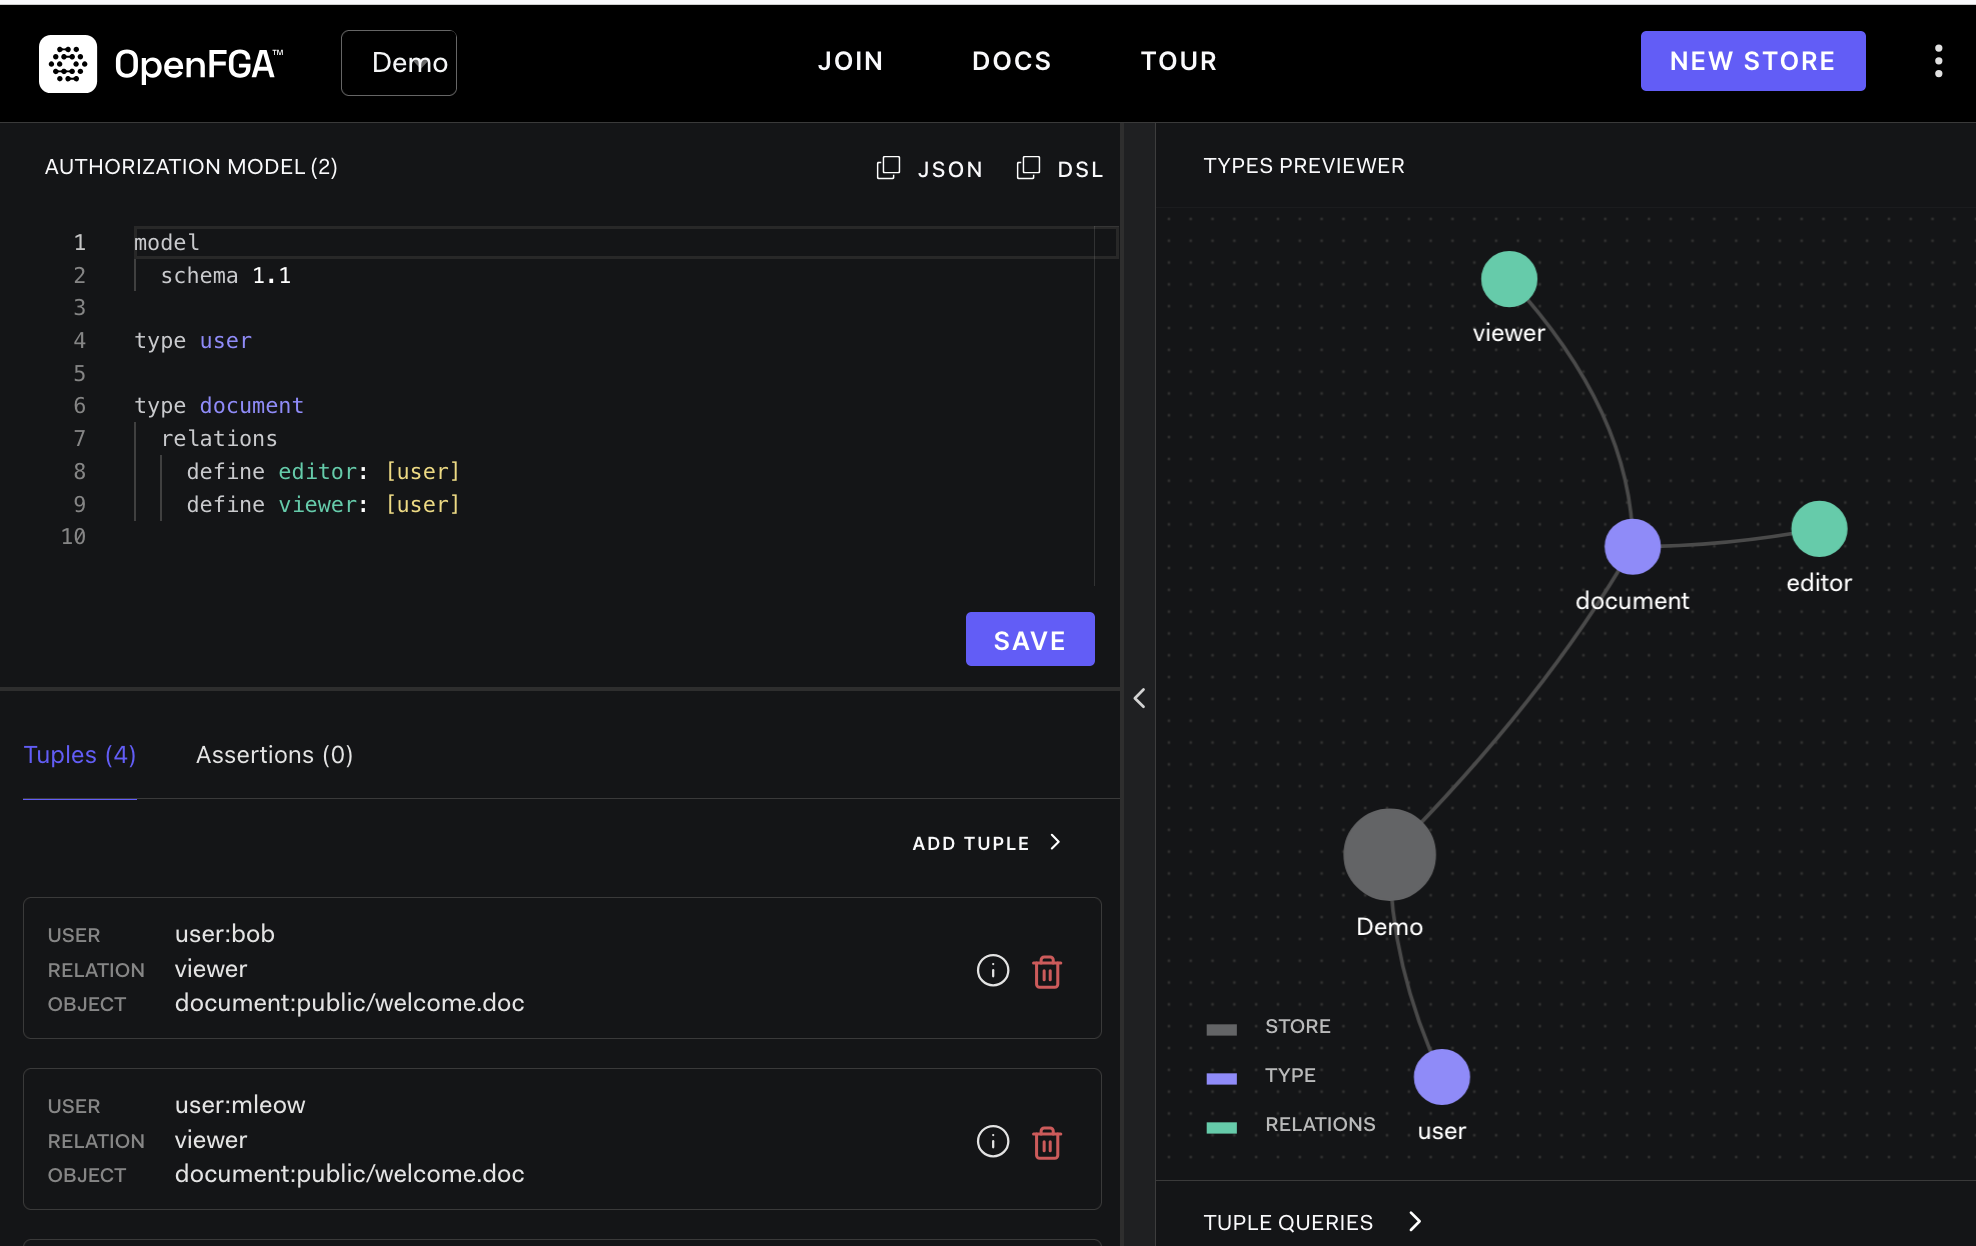 OpenFGA™
Demo
JOIN
DOCS
TOUR
NEW STORE
AUTHORIZATION MODEL (2)
JSON
DSL
1 model
2 schema 1.1
3
4 type user
5
6 type document
7 relations
8 define editor: [user]
9 define viewer: [user]
10
SAVE
Tuples (4)
Assertions (0)
ADD TUPLE
USER user:bob
RELATION viewer
OBJECT document:public/welcome.doc
USER user:mleow
RELATION viewer
OBJECT document:public/welcome.doc
TYPES PREVIEWER
viewer
editor
document
Demo
STORE
TYPE
RELATIONS
user
TUPLE QUERIES